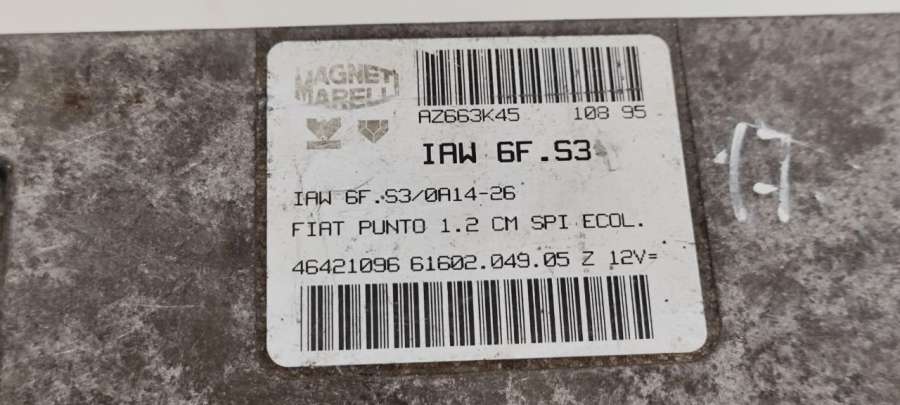 MAGNETI
MARELLI
AZ663K45 108 95
IAW 6F.S3
IAW 6F.S3/0A14-26
FIAT PUNTO 1.2 CM SPI ECOL.
46421096 61602.049.05 Z 12V=